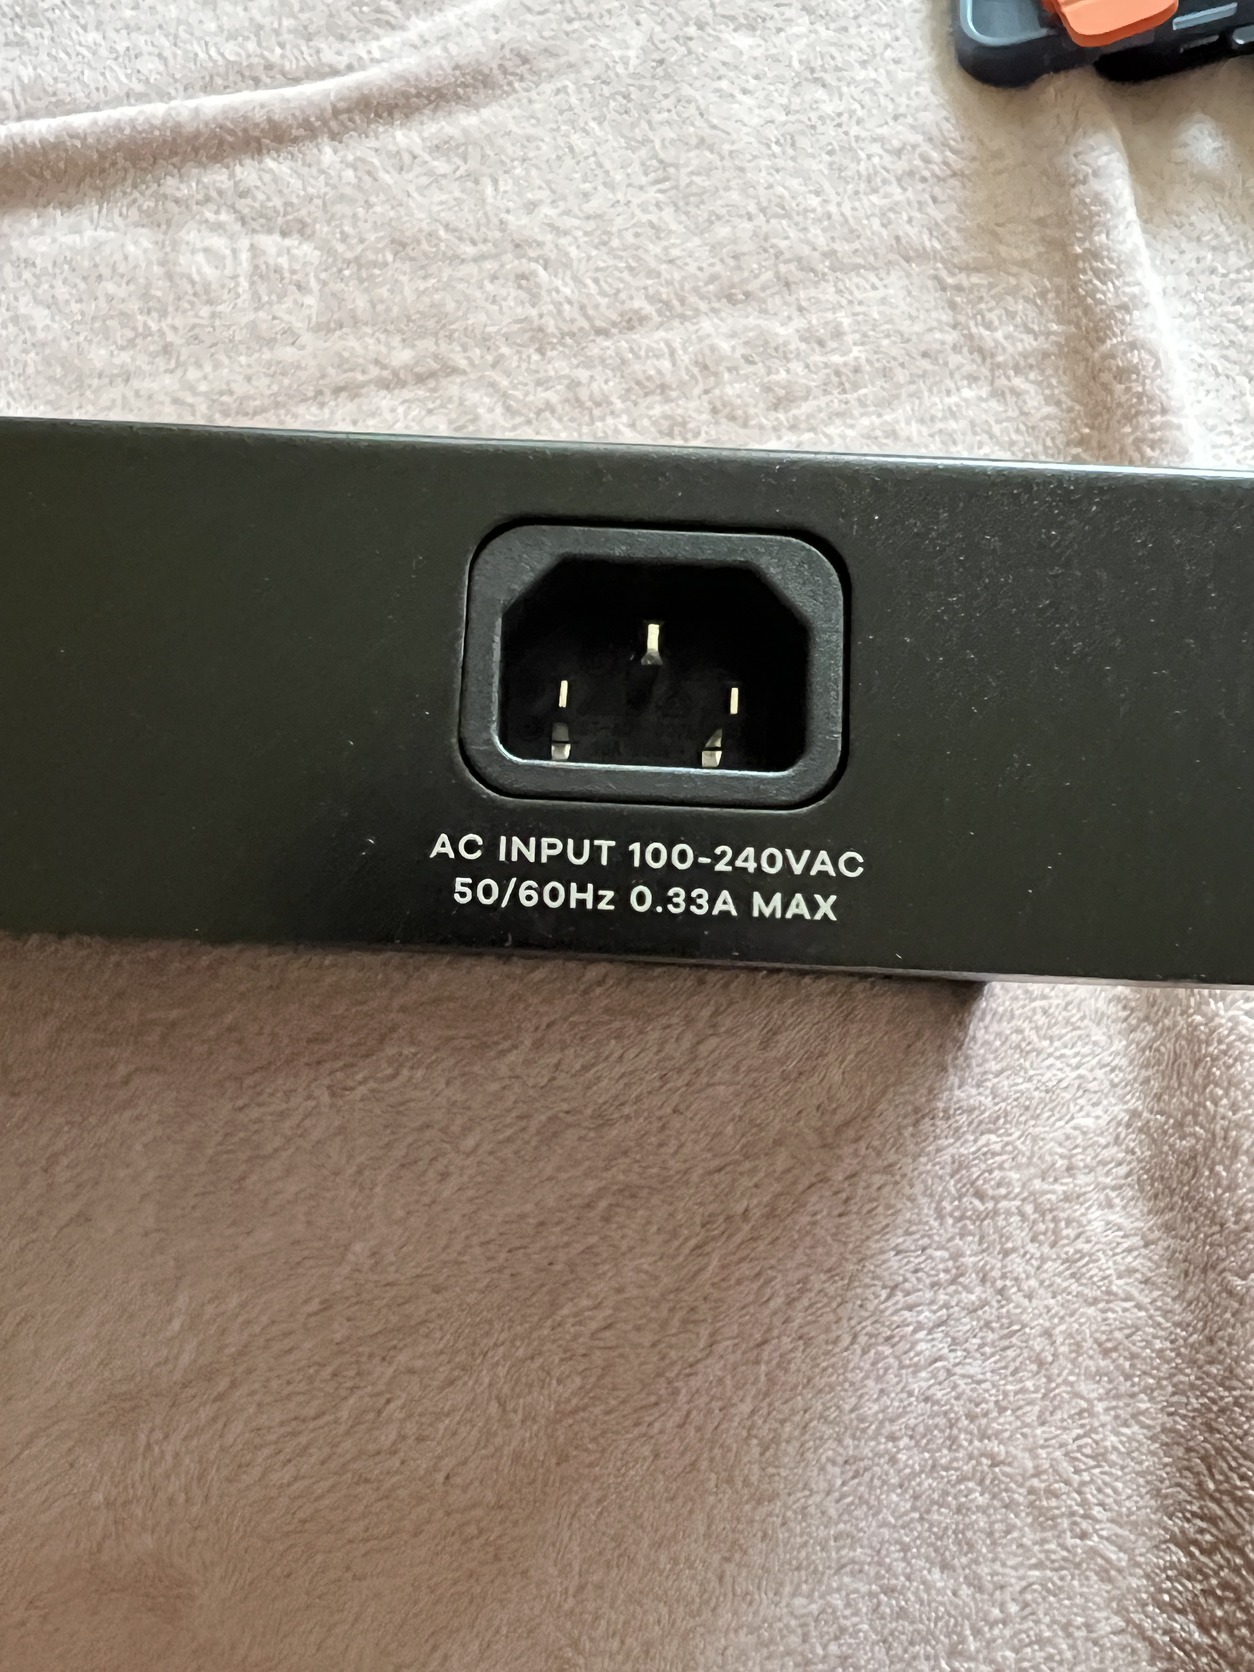 AC INPUT 100-240VAC
50/60Hz 0.33A MAX